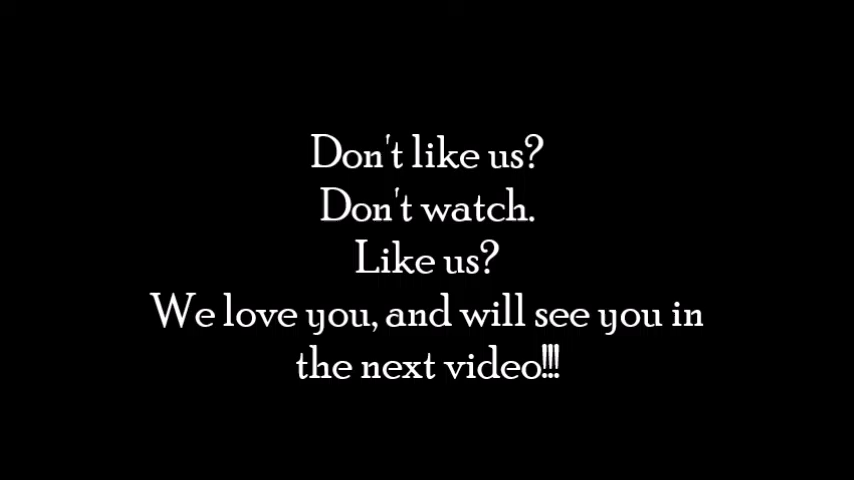 Don't like us?
Don't watch.
Like us?
We love you, and will see you in
the next video!!!